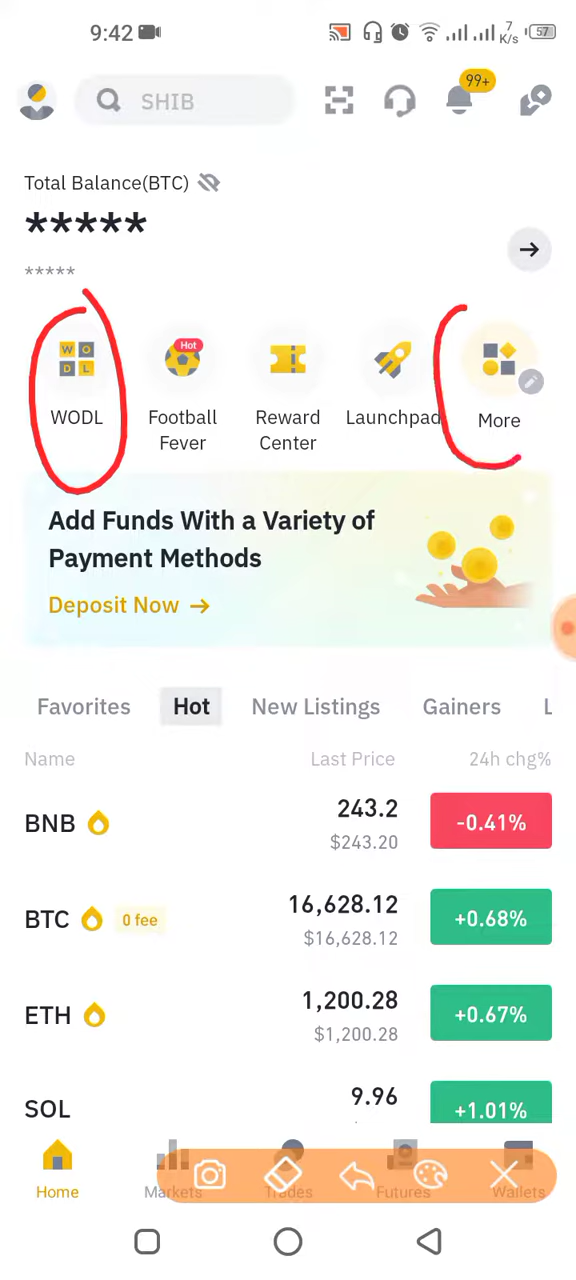 9:42 7 K/s 57
SHIB 99+
Total Balance(BTC)
*****
*****
W O D L Hot
WODL Football Fever Reward Center Launchpad More
Add Funds With a Variety of
Payment Methods
Deposit Now →
Favorites Hot New Listings Gainers L
Name Last Price 24h chg%
BNB 243.2 -0.41%
$243.20
BTC 0 fee 16,628.12 +0.68%
$16,628.12
ETH 1,200.28 +0.67%
$1,200.28
SOL 9.96 +1.01%
Home Markets Trades Futures Wallets